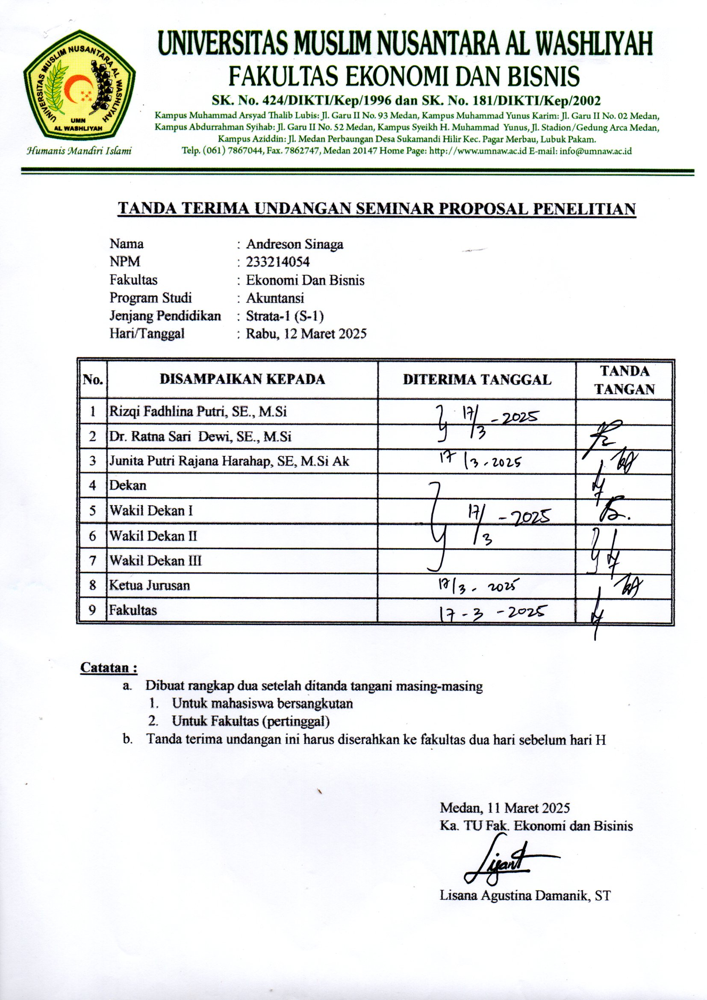 UNIVERSITAS MUSLIM NUSANTARA AL WASHLIYAH
UMN
AL WASHLIYAH
Humanis Mandiri Islami
UNIVERSITAS MUSLIM NUSANTARA AL WASHLIYAH
FAKULTAS EKONOMI DAN BISNIS
SK. No. 424/DIKTI/Kep/1996 dan SK. No. 181/DIKTI/Kep/2002
Kampus Muhammad Arsyad Thalib Lubis: Jl. Garu II No. 93 Medan, Kampus Muhammad Yunus Karim: Jl. Garu II No. 02 Medan,
Kampus Abdurrahman Syihab: Jl. Garu II No. 52 Medan, Kampus Syeikh H. Muhammad Yunus, Jl. Stadion/Gedung Arca Medan,
Kampus Aziddin: Jl. Medan Perbaungan Desa Sukamandi Hilir Kec. Pagar Merbau, Lubuk Pakam.
Telp. (061) 7867044, Fax. 7862747, Medan 20147 Home Page: http://www.umnaw.ac.id E-mail: info@umnaw.ac.id
TANDA TERIMA UNDANGAN SEMINAR PROPOSAL PENELITIAN
Nama : Andreson Sinaga
NPM : 233214054
Fakultas : Ekonomi Dan Bisnis
Program Studi : Akuntansi
Jenjang Pendidikan : Strata-1 (S-1)
Hari/Tanggal : Rabu, 12 Maret 2025
No. DISAMPAIKAN KEPADA DITERIMA TANGGAL TANDA TANGAN
1 Rizqi Fadhlina Putri, SE., M.Si 17/3 - 2025
2 Dr. Ratna Sari Dewi, SE., M.Si
3 Junita Putri Rajana Harahap, SE, M.Si Ak 17/3 - 2025
4 Dekan
5 Wakil Dekan I 17/3 - 2025
6 Wakil Dekan II
7 Wakil Dekan III
8 Ketua Jurusan 17/3 - 2025
9 Fakultas 17 - 3 - 2025
Catatan :
a. Dibuat rangkap dua setelah ditanda tangani masing-masing
1. Untuk mahasiswa bersangkutan
2. Untuk Fakultas (pertinggal)
b. Tanda terima undangan ini harus diserahkan ke fakultas dua hari sebelum hari H
Medan, 11 Maret 2025
Ka. TU Fak. Ekonomi dan Bisinis
Lisana Agustina Damanik, ST